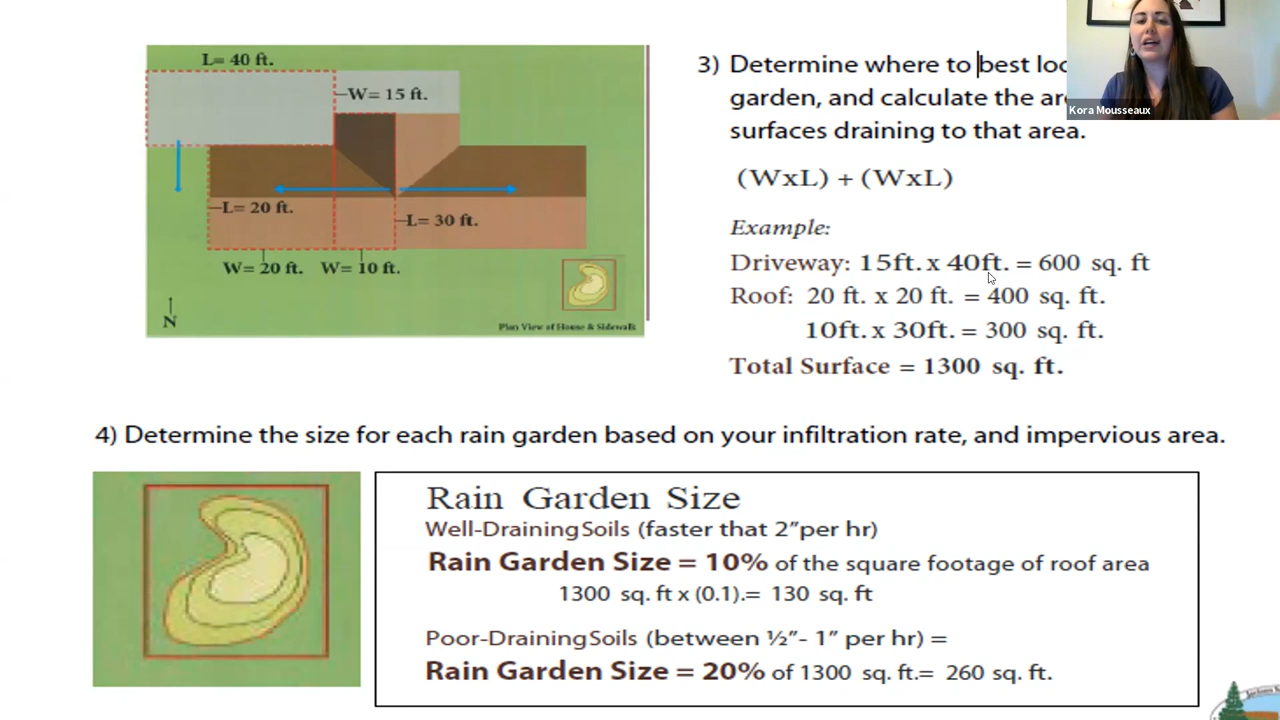 L= 40 ft.
W= 15 ft.
L= 20 ft.
L= 30 ft.
W= 20 ft. W= 10 ft.
N
Plan View of House & Sidewalk
3) Determine where to best
garden, and calculate the
surfaces draining to that area.
(WxL) + (WxL)
Example:
Driveway: 15ft. x 40ft. = 600 sq. ft
Roof: 20 ft. x 20 ft. = 400 sq. ft.
10ft. x 30ft. = 300 sq. ft.
Total Surface = 1300 sq. ft.
Kora Mousseaux
4) Determine the size for each rain garden based on your infiltration rate, and impervious area.
Rain Garden Size
Well-Draining Soils (faster that 2” per hr)
Rain Garden Size = 10% of the square footage of roof area
1300 sq. ft x (0.1).= 130 sq. ft
Poor-Draining Soils (between ½”- 1” per hr) =
Rain Garden Size = 20% of 1300 sq. ft.= 260 sq. ft.